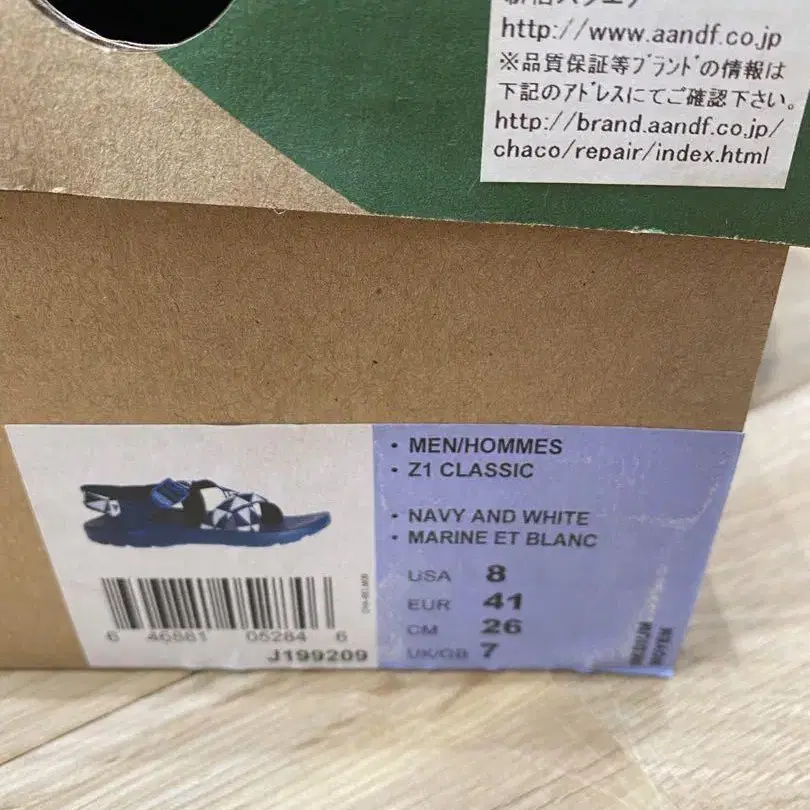 http://www.aandf.co.jp
※品質保証等ブランドの情報は
下記のアドレスにてご確認下さい。
http://brand.aandf.co.jp/
chaco/repair/index.html
• MEN/HOMMES
• Z1 CLASSIC
• NAVY AND WHITE
• MARINE ET BLANC
USA 8
EUR 41
CM 26
UK/GB 7
6 46881 05284 6
J199209
MEDIUM
MOYEN